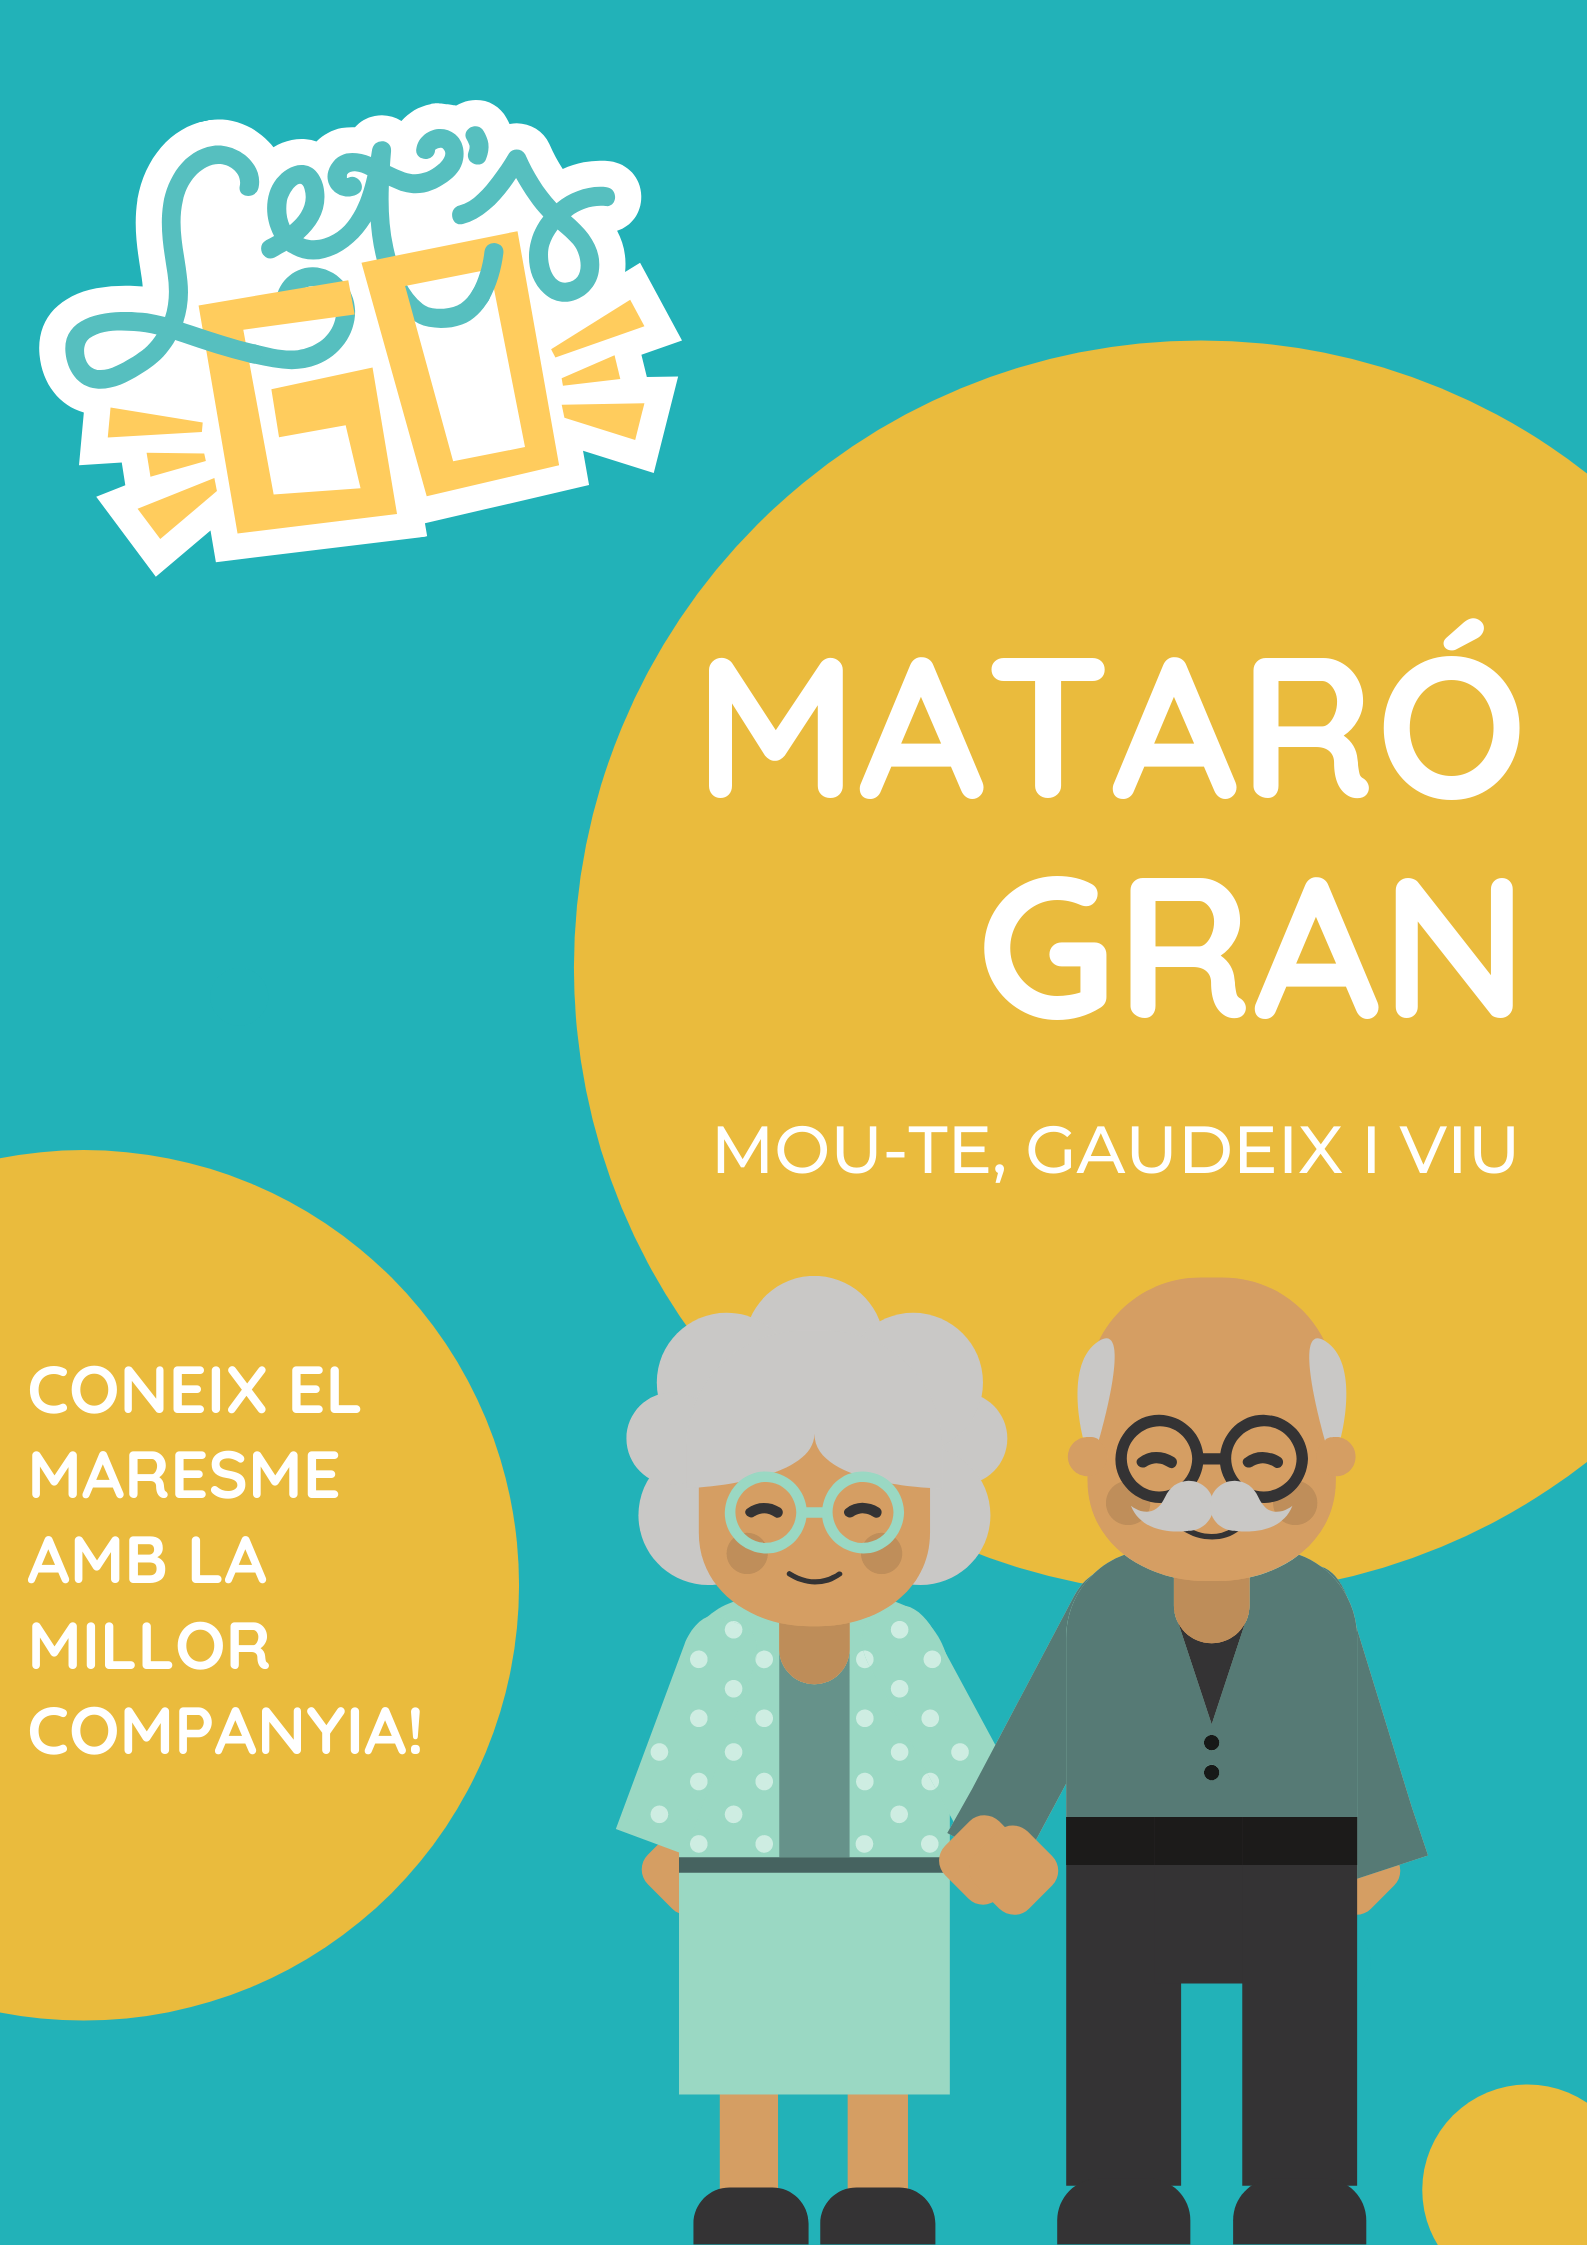 Let's
GO
MATARÓ
GRAN
MOU-TE, GAUDEIX I VIU
CONEIX EL
MARESME
AMB LA
MILLOR
COMPANYIA!